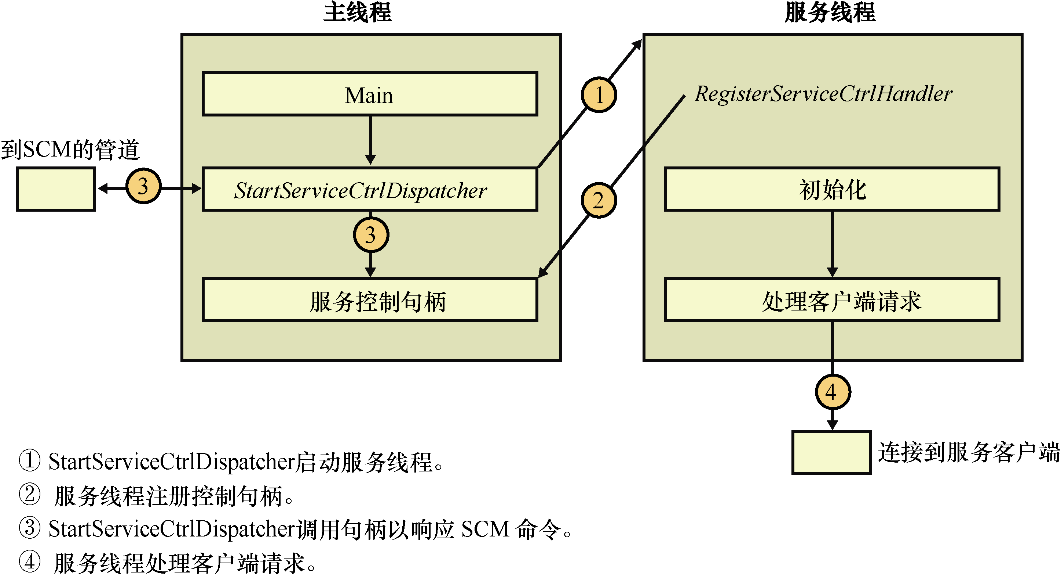 主线程
服务线程
Main
①
RegisterServiceCtrlHandler
到SCM的管道
③
StartServiceCtrlDispatcher
②
初始化
③
服务控制句柄
处理客户端请求
④
连接到服务客户端
① StartServiceCtrlDispatcher启动服务线程。
② 服务线程注册控制句柄。
③ StartServiceCtrlDispatcher调用句柄以响应 SCM 命令。
④ 服务线程处理客户端请求。